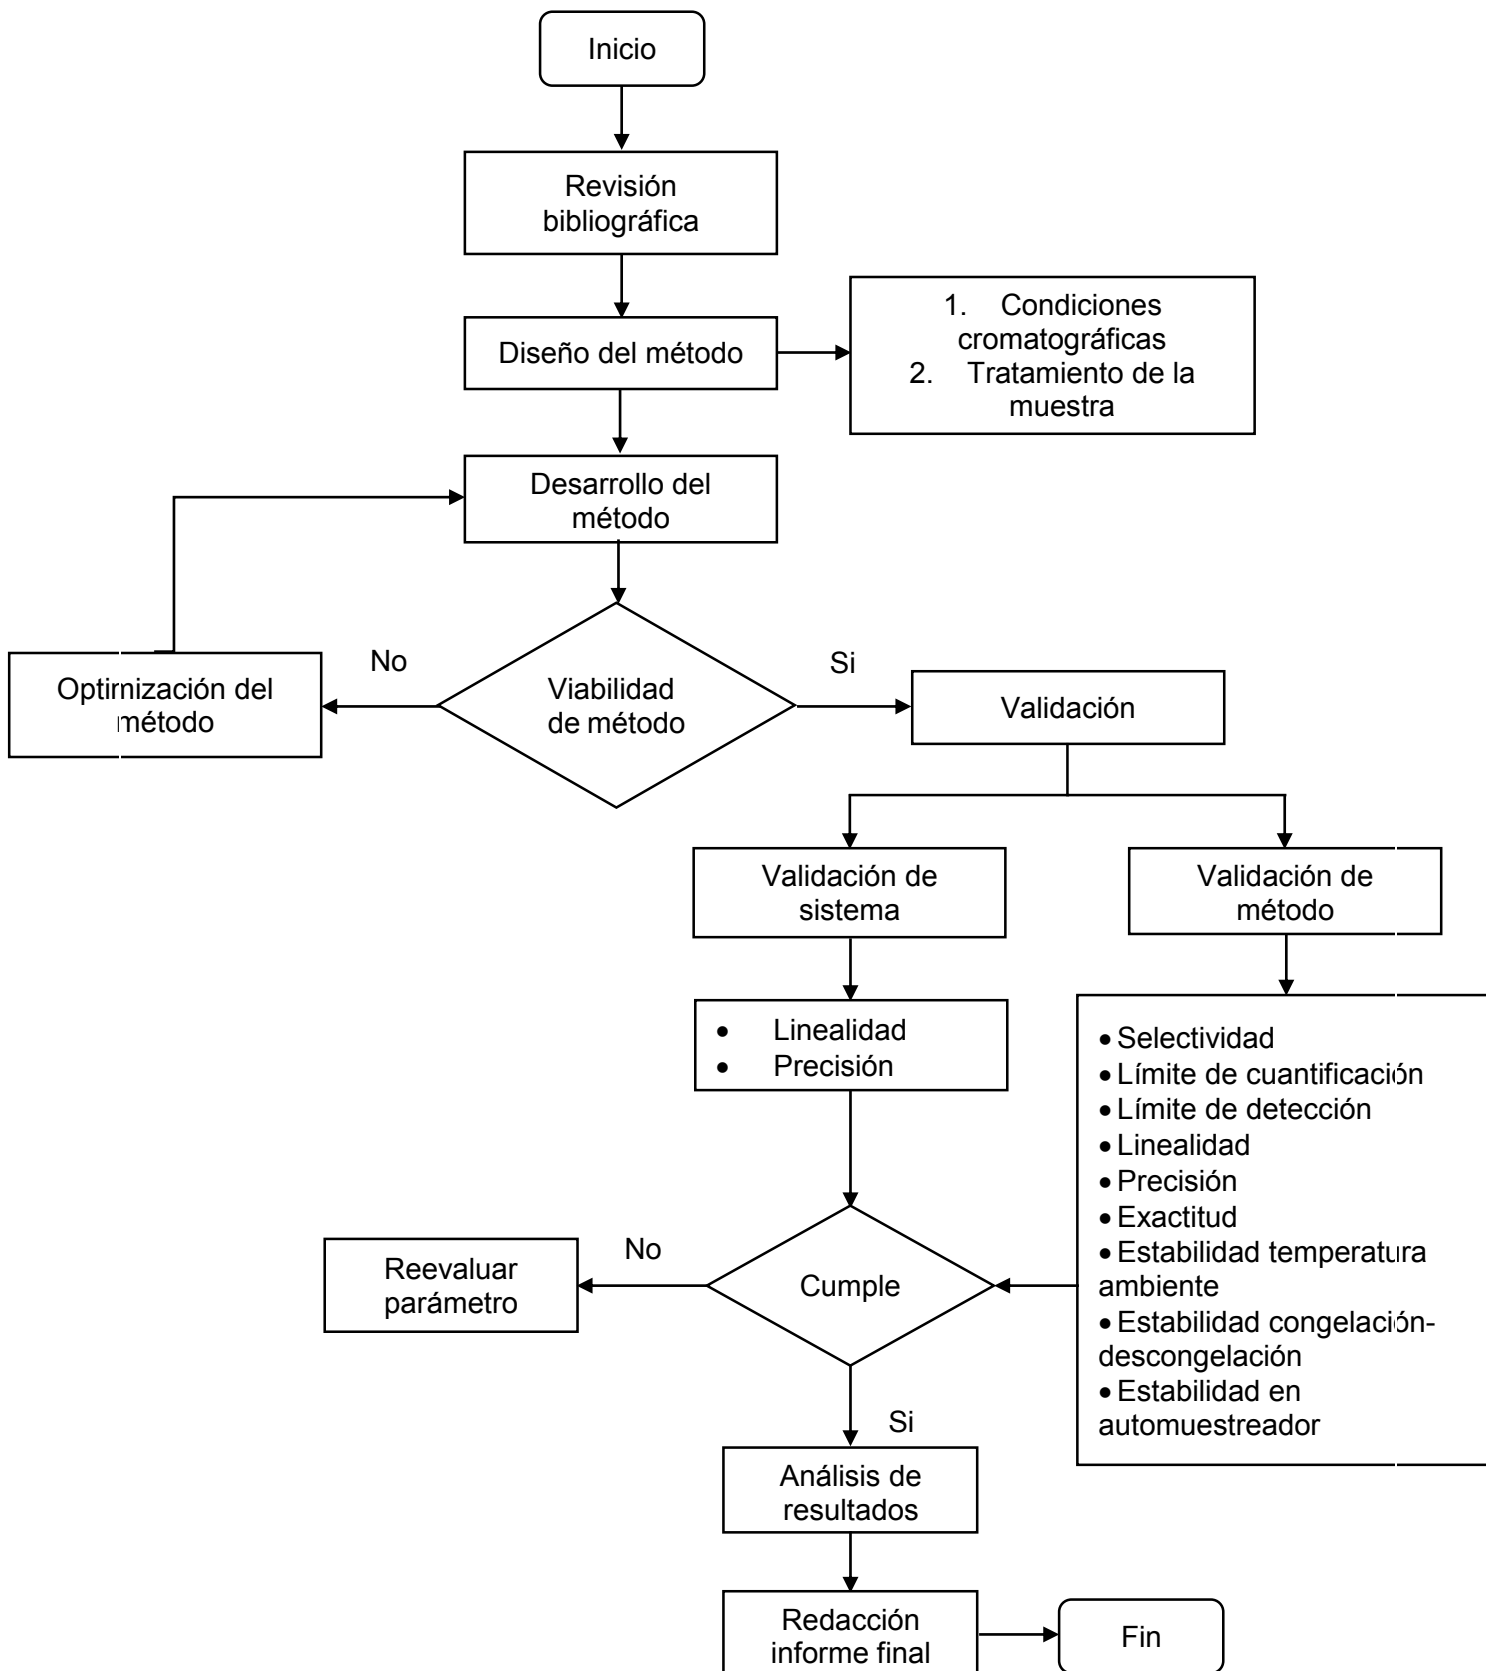 Inicio
Revisión
bibliográfica
Diseño del método
1. Condiciones
cromatográficas
2. Tratamiento de la
muestra
Desarrollo del
método
No
Si
Optimización del
método
Viabilidad
de método
Validación
Validación de
sistema
Validación de
método
• Linealidad
• Precisión
• Selectividad
• Límite de cuantificación
• Límite de detección
• Linealidad
• Precisión
• Exactitud
• Estabilidad temperatura
ambiente
• Estabilidad congelación-
descongelación
• Estabilidad en
automuestreador
No
Reevaluar
parámetro
Cumple
Si
Análisis de
resultados
Redacción
informe final
Fin